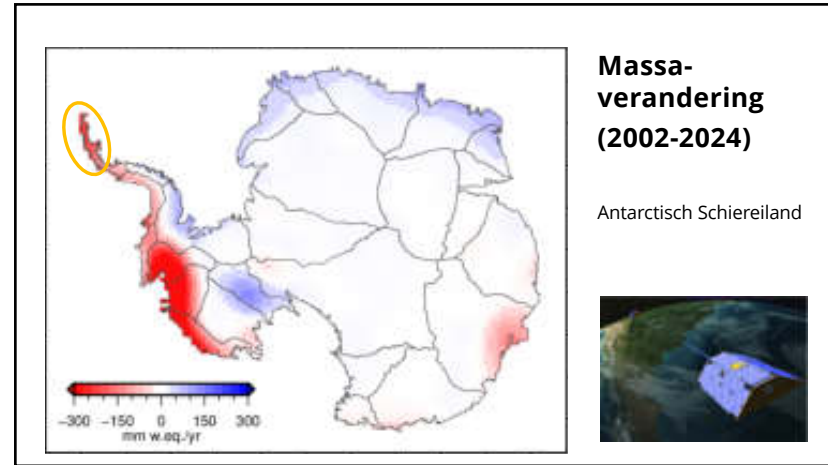 Massa-
verandering
(2002-2024)
Antarctisch Schiereiland
−300 −150 0 150 300
mm w.eq./yr